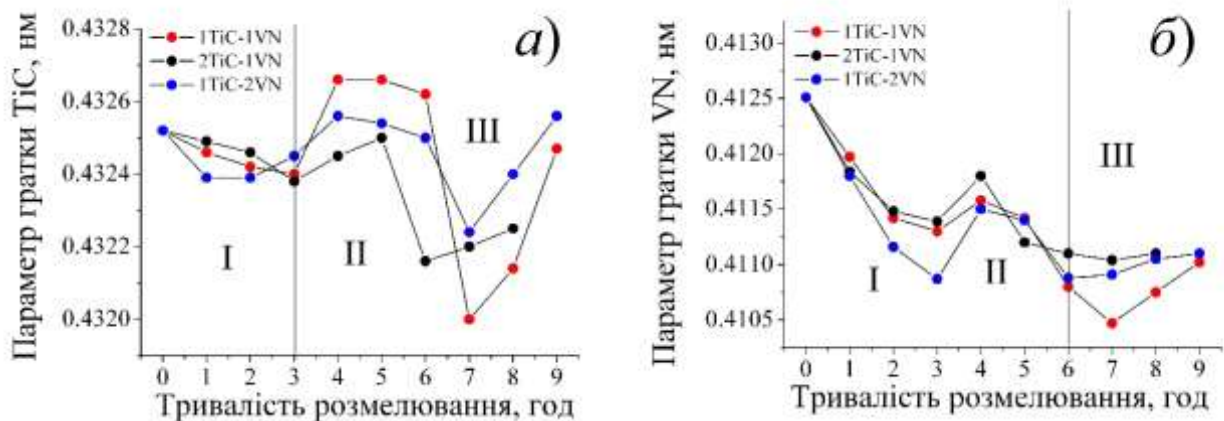 Параметр гратки TiC, нм
0.4328
0.4326
0.4324
0.4322
0.4320
1TiC-1VN
2TiC-1VN
1TiC-2VN
а)
I
II
III
0 1 2 3 4 5 6 7 8 9
Тривалість розмелювання, год
Параметр гратки VN, нм
0.4130
0.4125
0.4120
0.4115
0.4110
0.4105
1TiC-1VN
2TiC-1VN
1TiC-2VN
б)
I
II
III
0 1 2 3 4 5 6 7 8 9
Тривалість розмелювання, год